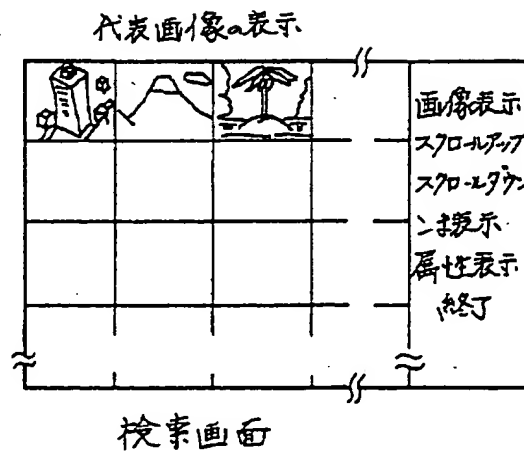 代表画像の表示
画像表示
スクロールアップ
スクロールダウン
属性表示
終了
検索画面